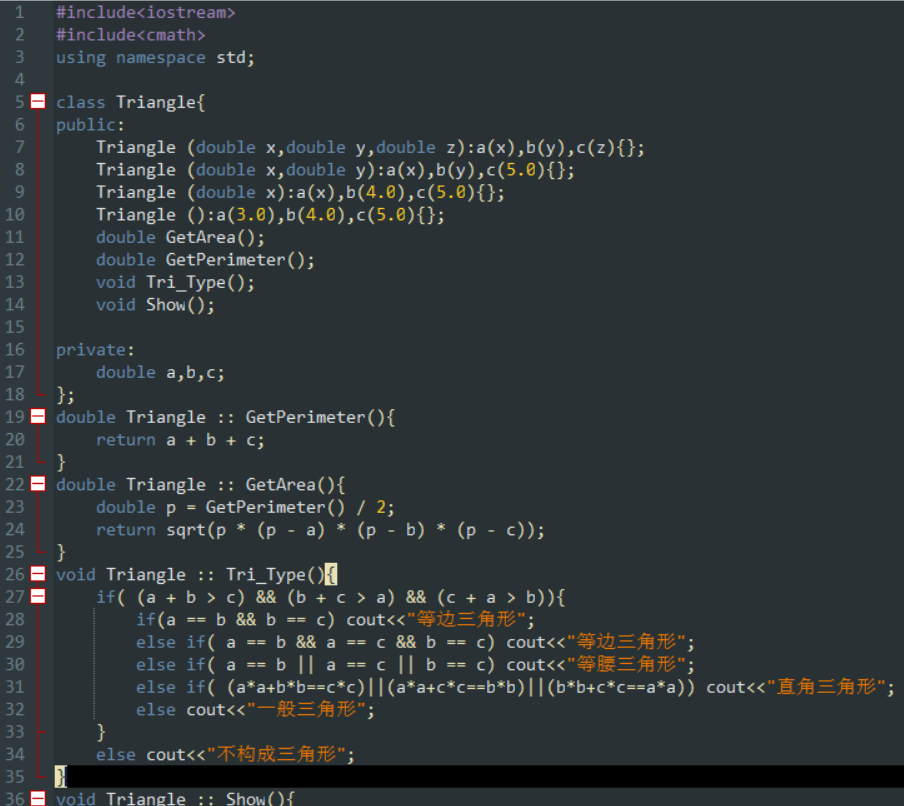 1 #include<iostream>
2 #include<cmath>
3 using namespace std;
4
5 class Triangle{
6 public:
7 Triangle (double x,double y,double z):a(x),b(y),c(z){};
8 Triangle (double x,double y):a(x),b(y),c(5.0){};
9 Triangle (double x):a(x),b(4.0),c(5.0){};
10 Triangle ():a(3.0),b(4.0),c(5.0){};
11 double GetArea();
12 double GetPerimeter();
13 void Tri_Type();
14 void Show();
15
16 private:
17 double a,b,c;
18 };
19 double Triangle :: GetPerimeter(){
20 return a + b + c;
21 }
22 double Triangle :: GetArea(){
23 double p = GetPerimeter() / 2;
24 return sqrt(p * (p - a) * (p - b) * (p - c));
25 }
26 void Triangle :: Tri_Type(){
27 if( (a + b > c) && (b + c > a) && (c + a > b)){
28 if(a == b && b == c) cout<<"等边三角形";
29 else if( a == b && a == c && b == c) cout<<"等边三角形";
30 else if( a == b || a == c || b == c) cout<<"等腰三角形";
31 else if( (a*a+b*b==c*c)||(a*a+c*c==b*b)||(b*b+c*c==a*a)) cout<<"直角三角形";
32 else cout<<"一般三角形";
33 }
34 else cout<<"不构成三角形";
35 }
36 void Triangle :: Show(){